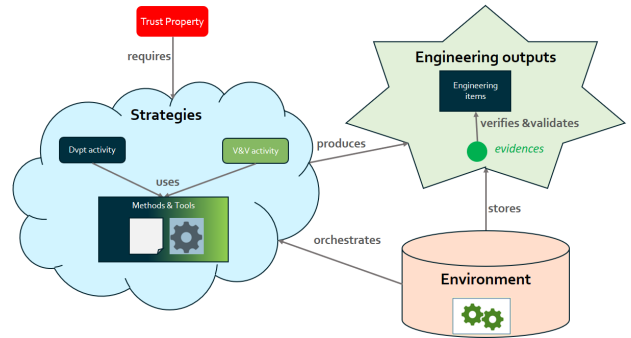 Trust Property
requires
Strategies
Dvpt activity
V&V activity
uses
Methods & Tools
produces
Engineering outputs
Engineering
items
verifies &validates
evidences
stores
orchestrates
Environment